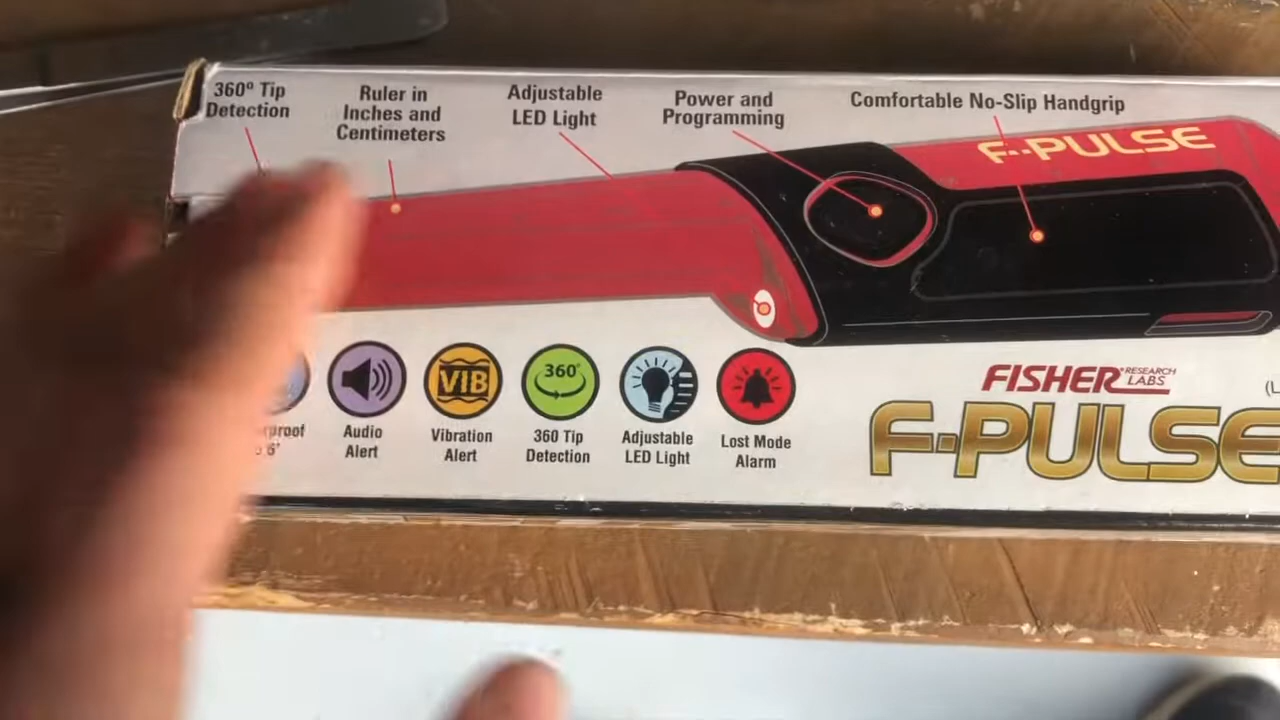 360º Tip
Detection
Ruler in
Inches and
Centimeters
Adjustable
LED Light
Power and
Programming
Comfortable No-Slip Handgrip
F-PULSE
VIB
360°
Audio
Alert
Vibration
Alert
360 Tip
Detection
Adjustable
LED Light
Lost Mode
Alarm
FISHER RESEARCH
LABS
F-PULSE